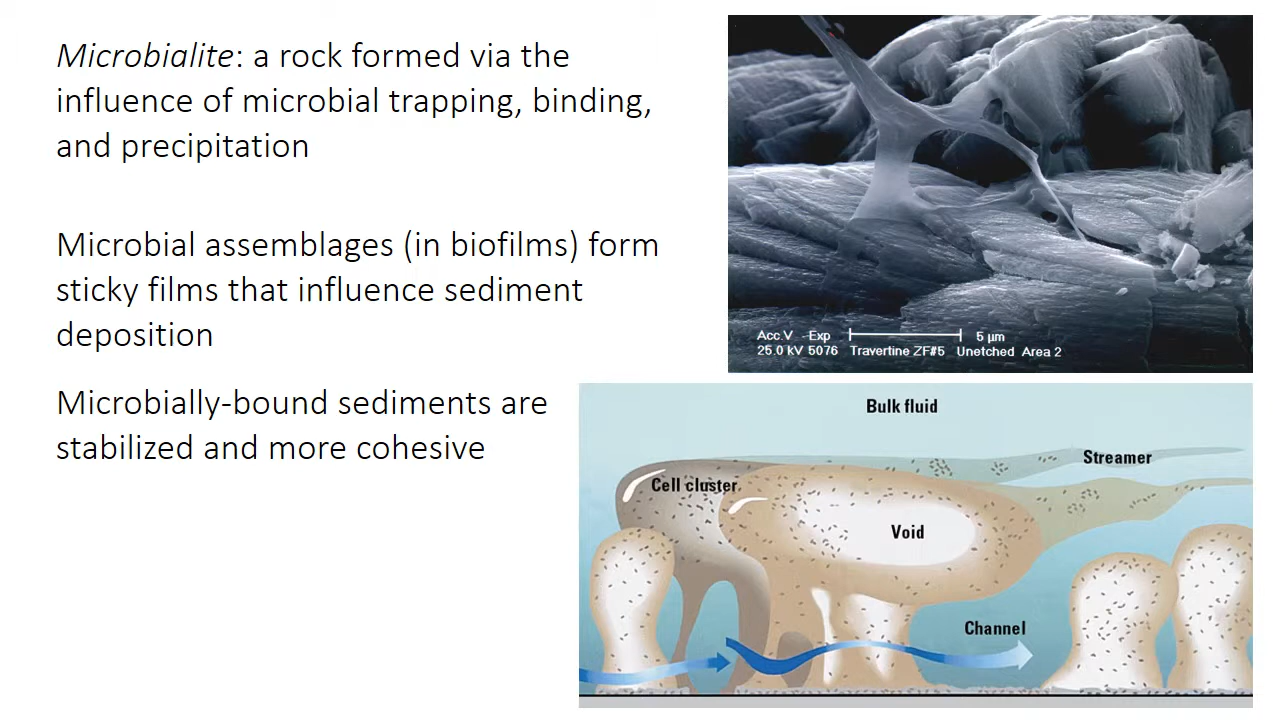 Microbialite: a rock formed via the
influence of microbial trapping, binding,
and precipitation
Microbial assemblages (in biofilms) form
sticky films that influence sediment
deposition
Microbially-bound sediments are
stabilized and more cohesive
Acc.V Exp 5 µm
25.0 kV 5076 Travertine ZF#5 Unetched Area 2
Bulk fluid
Streamer
Cell cluster
Void
Channel